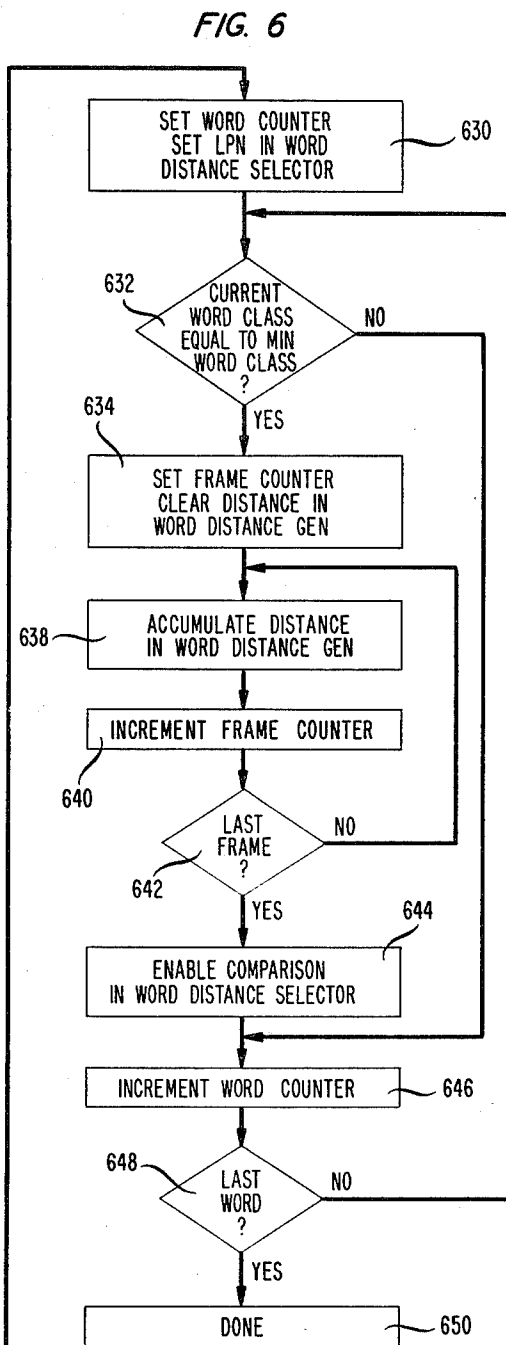 FIG. 6
SET WORD COUNTER
SET LPN IN WORD
DISTANCE SELECTOR
630
632
CURRENT
WORD CLASS
EQUAL TO MIN
WORD CLASS
?
NO
YES
634
SET FRAME COUNTER
CLEAR DISTANCE IN
WORD DISTANCE GEN
638
ACCUMULATE DISTANCE
IN WORD DISTANCE GEN
INCREMENT FRAME COUNTER
640
LAST
FRAME
?
NO
642
YES
644
ENABLE COMPARISON
IN WORD DISTANCE SELECTOR
INCREMENT WORD COUNTER
646
648
LAST
WORD
?
NO
YES
DONE
650